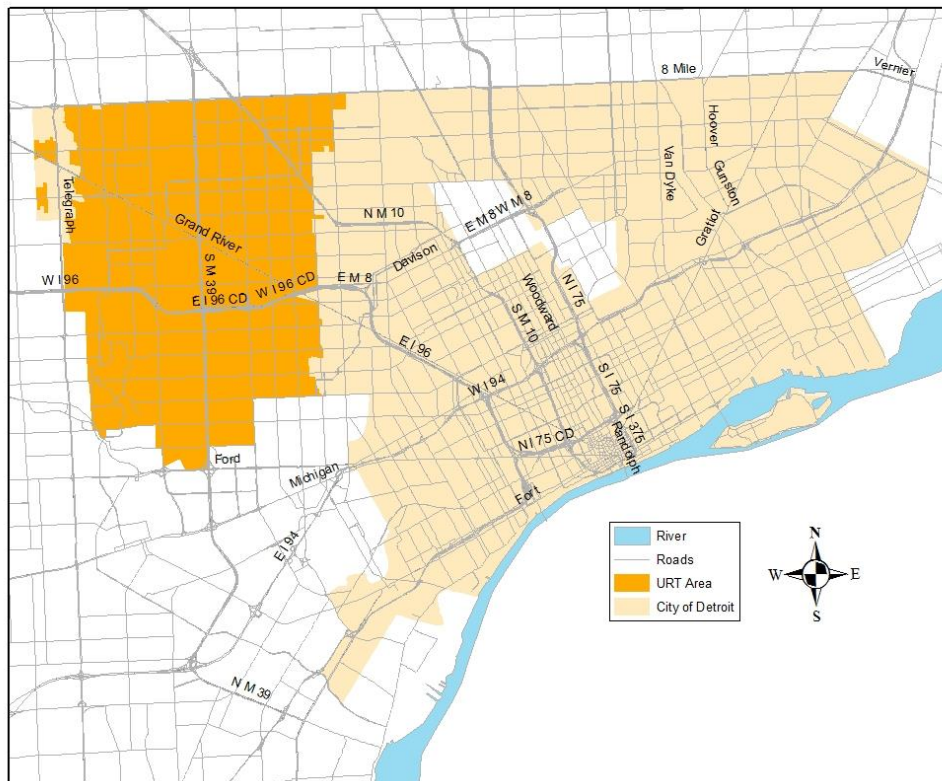 Vernier
8 Mile
Hoover
Gunston
Van Dyke
Telegraph
N M 10
E M 8 W M 8
Gratiot
Grand River
Davison
S M 39
W I 96
E I 96 CD
W I 96 CD
E M 8
Woodward
S M 10
N I 75
E I 96
W I 94
S I 75
S I 375
Randolph
N I 75 CD
Ford
Michigan
Fort
E I 94
N M 39
River
Roads
URT Area
City of Detroit
N
W
E
S